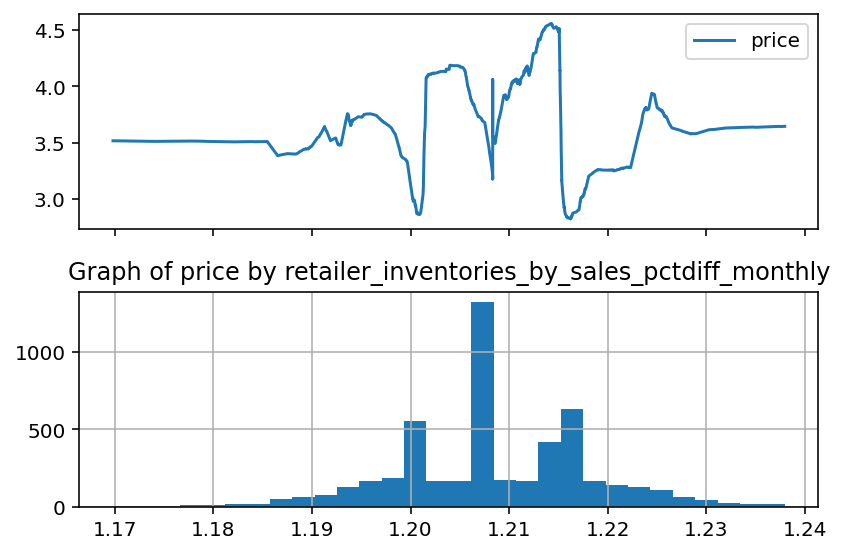 4.5
4.0
3.5
3.0
price
Graph of price by retailer_inventories_by_sales_pctdiff_monthly
1000
500
0
1.17 1.18 1.19 1.20 1.21 1.22 1.23 1.24